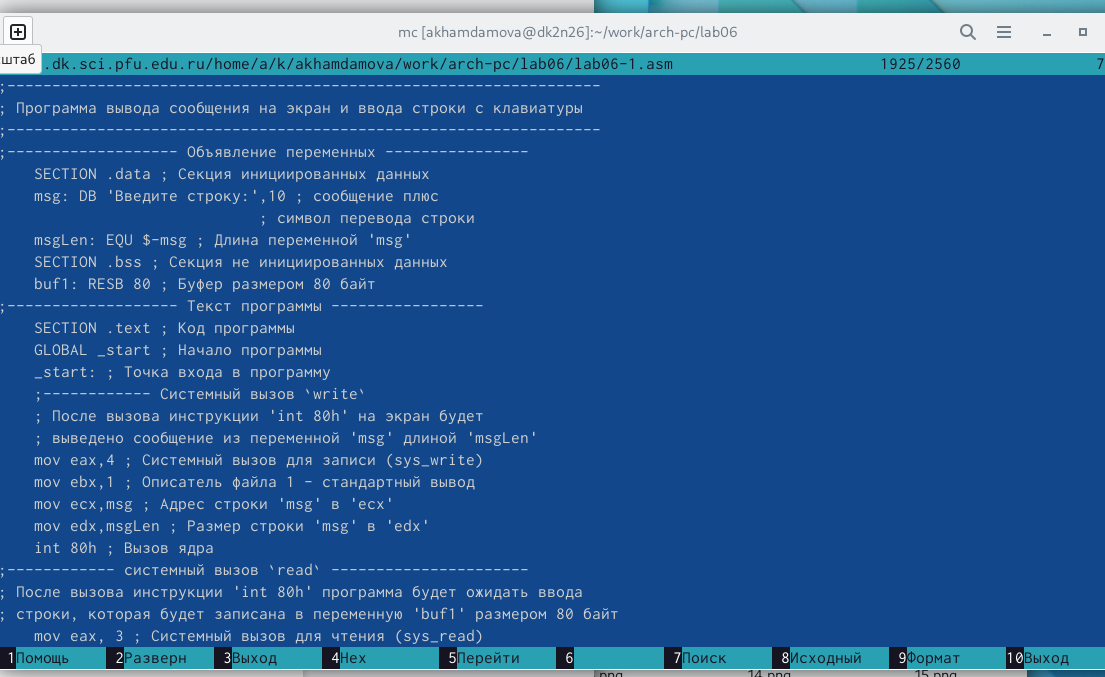 mc [akhamdamova@dk2n26]:~/work/arch-pc/lab06
штаб
.dk.sci.pfu.edu.ru/home/a/k/akhamdamova/work/arch-pc/lab06/lab06-1.asm 1925/2560 7
;------------------------------------------------------------------
; Программа вывода сообщения на экран и ввода строки с клавиатуры
;------------------------------------------------------------------
;------------------- Объявление переменных ----------------
SECTION .data ; Секция инициированных данных
msg: DB 'Введите строку:',10 ; сообщение плюс
; символ перевода строки
msgLen: EQU $-msg ; Длина переменной 'msg'
SECTION .bss ; Секция не инициированных данных
buf1: RESB 80 ; Буфер размером 80 байт
;------------------- Текст программы -----------------
SECTION .text ; Код программы
GLOBAL _start ; Начало программы
_start: ; Точка входа в программу
;------------ Системный вызов `write`
; После вызова инструкции 'int 80h' на экран будет
; выведено сообщение из переменной 'msg' длиной 'msgLen'
mov eax,4 ; Системный вызов для записи (sys_write)
mov ebx,1 ; Описатель файла 1 - стандартный вывод
mov ecx,msg ; Адрес строки 'msg' в 'ecx'
mov edx,msgLen ; Размер строки 'msg' в 'edx'
int 80h ; Вызов ядра
;------------ системный вызов `read` ----------------------
; После вызова инструкции 'int 80h' программа будет ожидать ввода
; строки, которая будет записана в переменную 'buf1' размером 80 байт
mov eax, 3 ; Системный вызов для чтения (sys_read)
1Помощь 2Разверн 3Выход 4Hex 5Перейти 6 7Поиск 8Исходный 9Формат 10Выход
png 14.png 15.png